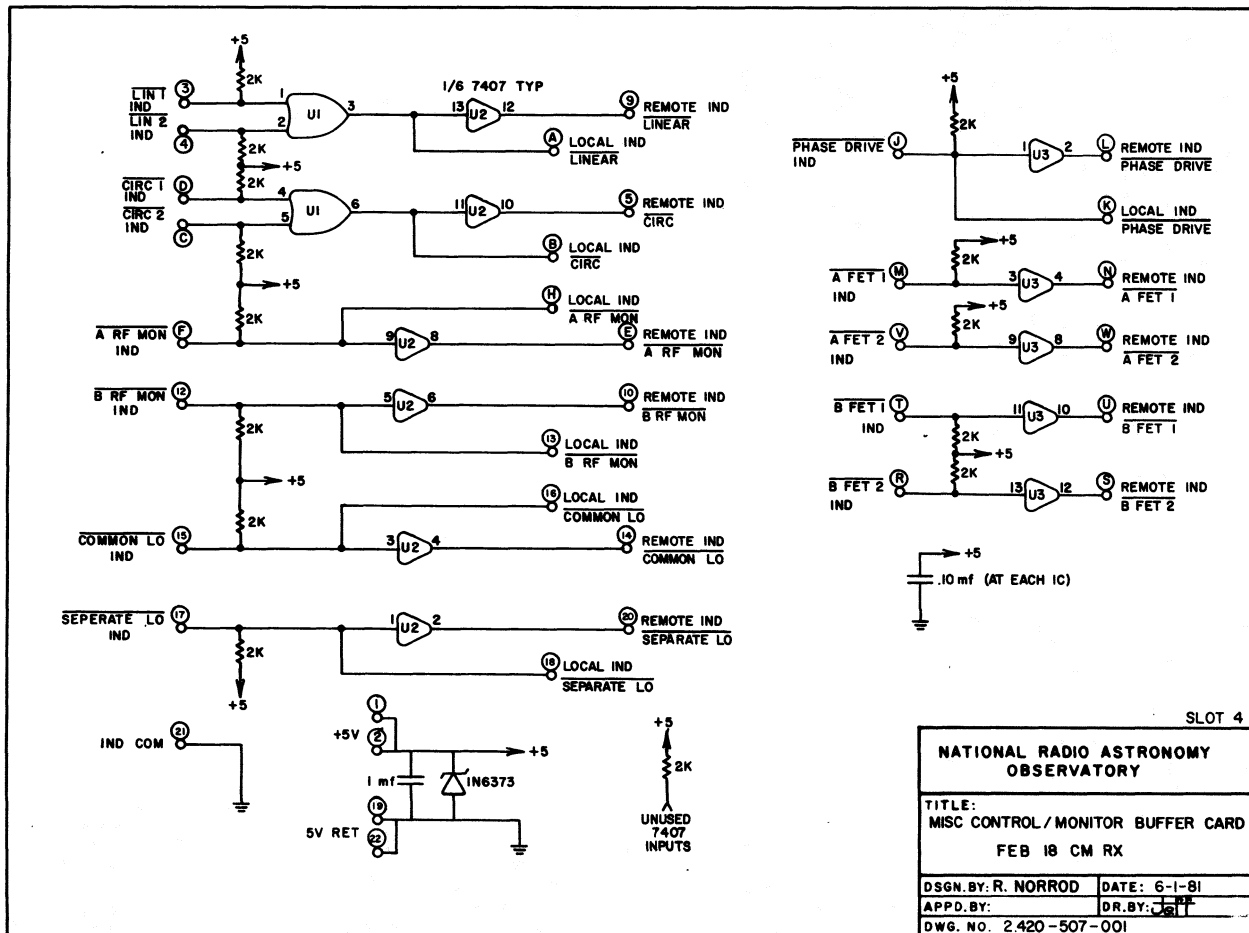 +5
2K
LIN 1
IND
3
1
U1
3
1/6 7407 TYP
13 U2 12
9
REMOTE IND
LINEAR
LIN 2
IND
4
2
2K
+5
2K
A
LOCAL IND
LINEAR
CIRC 1
IND
D
4
U1
6
11 U2 10
5
REMOTE IND
CIRC
CIRC 2
IND
C
5
2K
+5
2K
B
LOCAL IND
CIRC
H
LOCAL IND
A RF MON
A RF MON
IND
F
9 U2 8
E
REMOTE IND
A RF MON
B RF MON
IND
12
5 U2 6
10
REMOTE IND
B RF MON
2K
+5
2K
13
LOCAL IND
B RF MON
16
LOCAL IND
COMMON LO
COMMON LO
IND
15
3 U2 4
14
REMOTE IND
COMMON LO
SEPERATE LO
IND
17
1 U2 2
20
REMOTE IND
SEPARATE LO
2K
+5
18
LOCAL IND
SEPARATE LO
IND COM
21
1
+5V
2
+5
1 mf
1N6373
19
5V RET
22
+5
2K
UNUSED
7407
INPUTS
+5
2K
PHASE DRIVE
IND
J
1 U3 2
L
REMOTE IND
PHASE DRIVE
K
LOCAL IND
PHASE DRIVE
+5
2K
A FET 1
IND
M
3 U3 4
N
REMOTE IND
A FET 1
+5
2K
A FET 2
IND
V
9 U3 8
W
REMOTE IND
A FET 2
B FET 1
IND
T
11 U3 10
U
REMOTE IND
B FET 1
2K
+5
2K
B FET 2
IND
R
13 U3 12
S
REMOTE IND
B FET 2
+5
.10 mf (AT EACH IC)
SLOT 4
NATIONAL RADIO ASTRONOMY
OBSERVATORY
TITLE:
MISC CONTROL/MONITOR BUFFER CARD
FEB 18 CM RX
DSGN. BY: R. NORROD DATE: 6-1-81
APPD. BY: DR. BY: Jeff
DWG. NO. 2.420-507-001